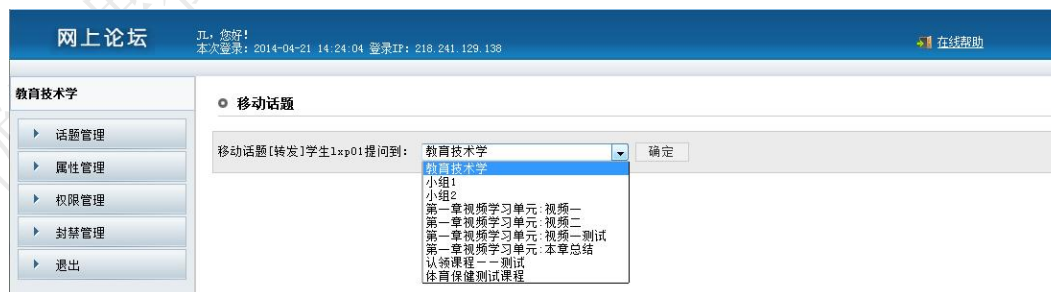 网上论坛
JL，您好！
本次登录：2014-04-21 14:24:04 登录IP：218.241.129.138
在线帮助
教育技术学
话题管理
属性管理
权限管理
封禁管理
退出
移动话题
移动话题[转发]学生lxp01提问到： 教育技术学 确定
教育技术学
小组1
小组2
第一章视频学习单元:视频一
第一章视频学习单元:视频二
第一章视频学习单元:视频一测试
第一章视频学习单元:本章总结
认领课程－－测试
体育保健测试课程